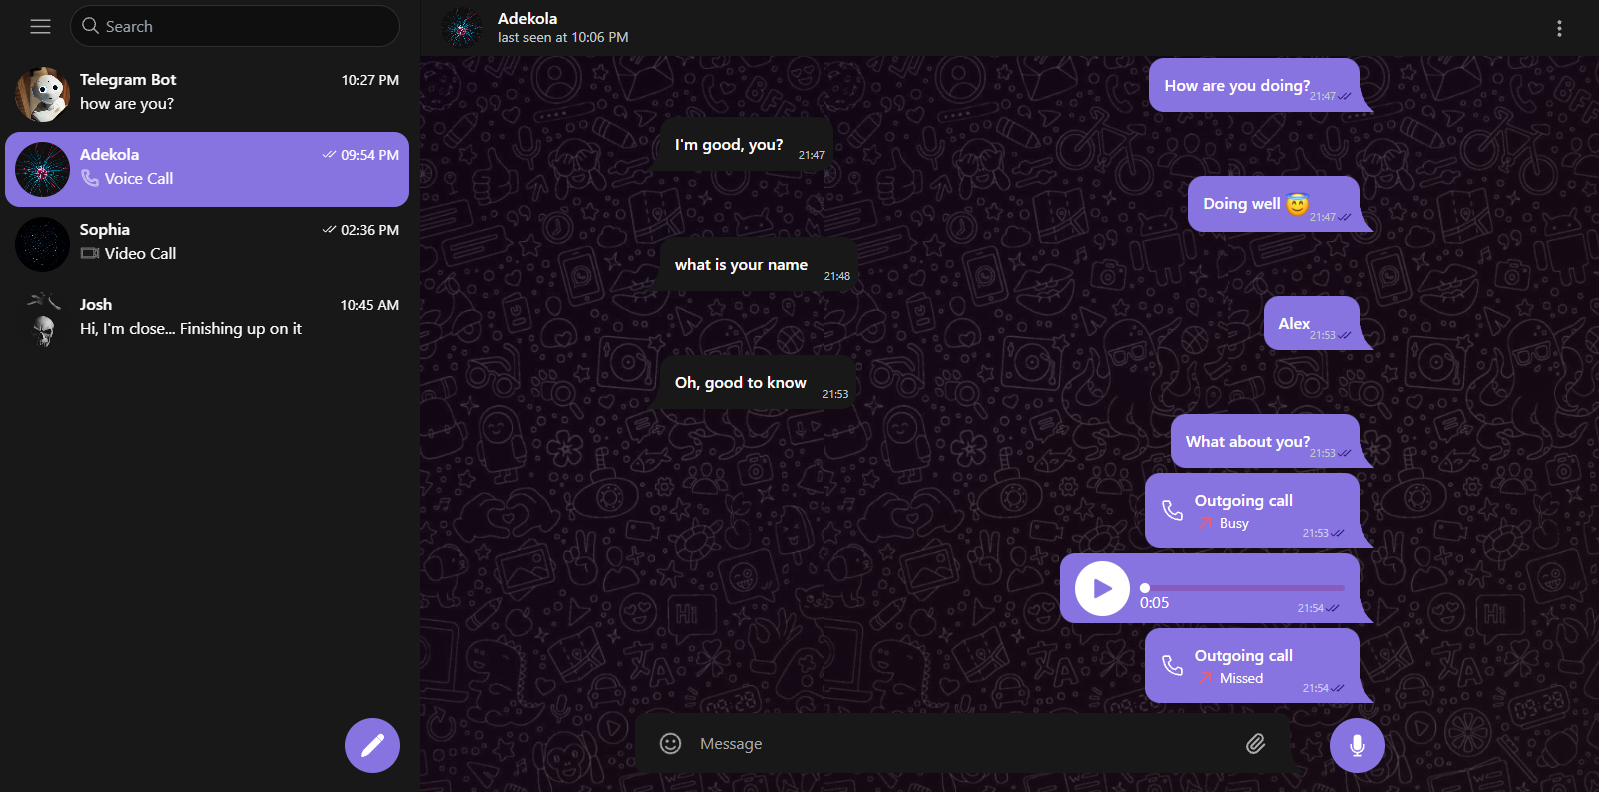 Search
Telegram Bot 10:27 PM
how are you?
Adekola 09:54 PM
Voice Call
Sophia 02:36 PM
Video Call
Josh 10:45 AM
Hi, I'm close... Finishing up on it
Adekola
last seen at 10:06 PM
How are you doing? 21:47
I'm good, you? 21:47
Doing well 😇 21:47
what is your name 21:48
Alex 21:53
Oh, good to know 21:53
What about you? 21:53
Outgoing call
Busy 21:53
0:05 21:54
Outgoing call
Missed 21:54
Message